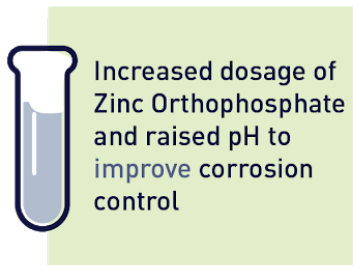 Increased dosage of
Zinc Orthophosphate
and raised pH to
improve corrosion
control